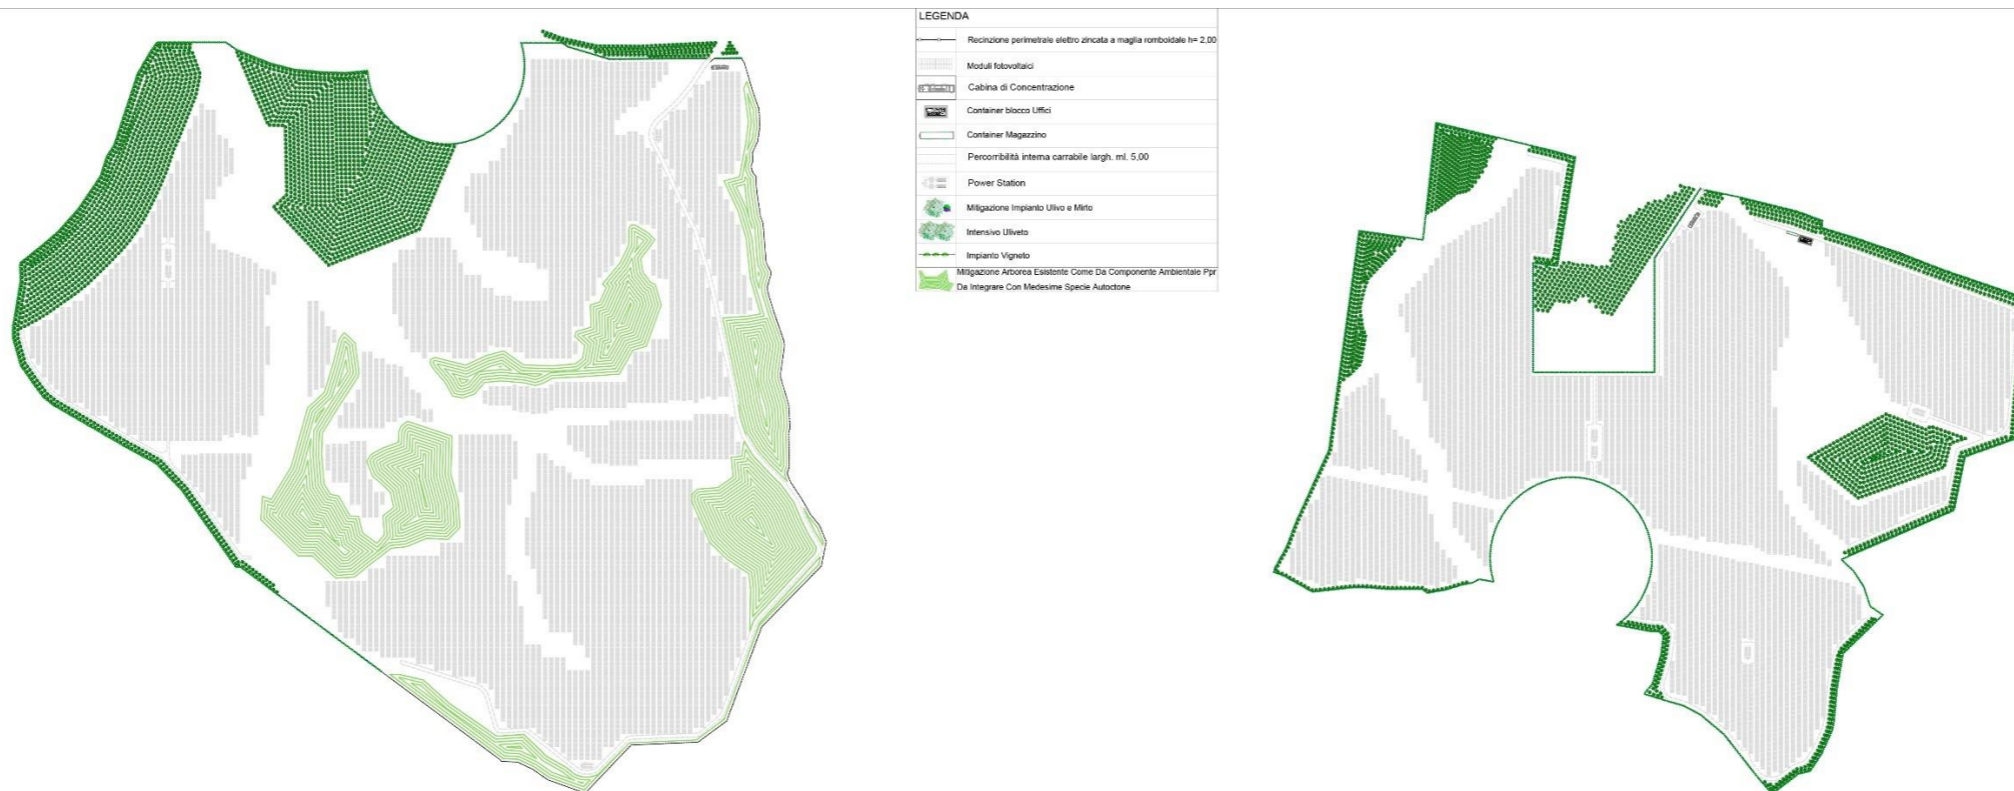 LEGENDA
Recinzione perimetrale elettro zincata a maglia romboidale h= 2,00
Moduli fotovoltaici
Cabina di Concentrazione
Container blocco Uffici
Container Magazzino
Percorribilità interna carrabile largh. ml. 5,00
Power Station
Mitigazione Impianto Ulivo e Mirto
Intensivo Uliveto
Impianto Vigneto
Mitigazione Arborea Esistente Come Da Componente Ambientale Ppr
Da Integrare Con Medesime Specie Autoctone